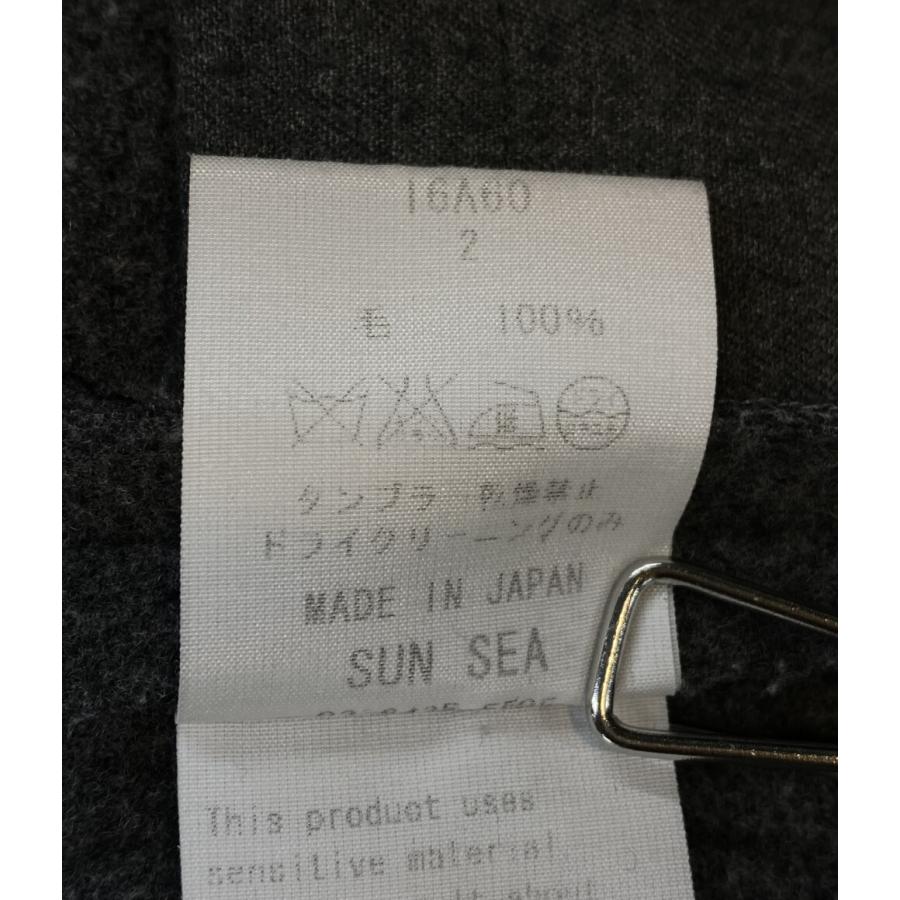 16A60
2
毛 100%
タンブラー乾燥禁止
ドライクリーニングのみ
MADE IN JAPAN
SUN SEA
This product uses
sensitive material.
about